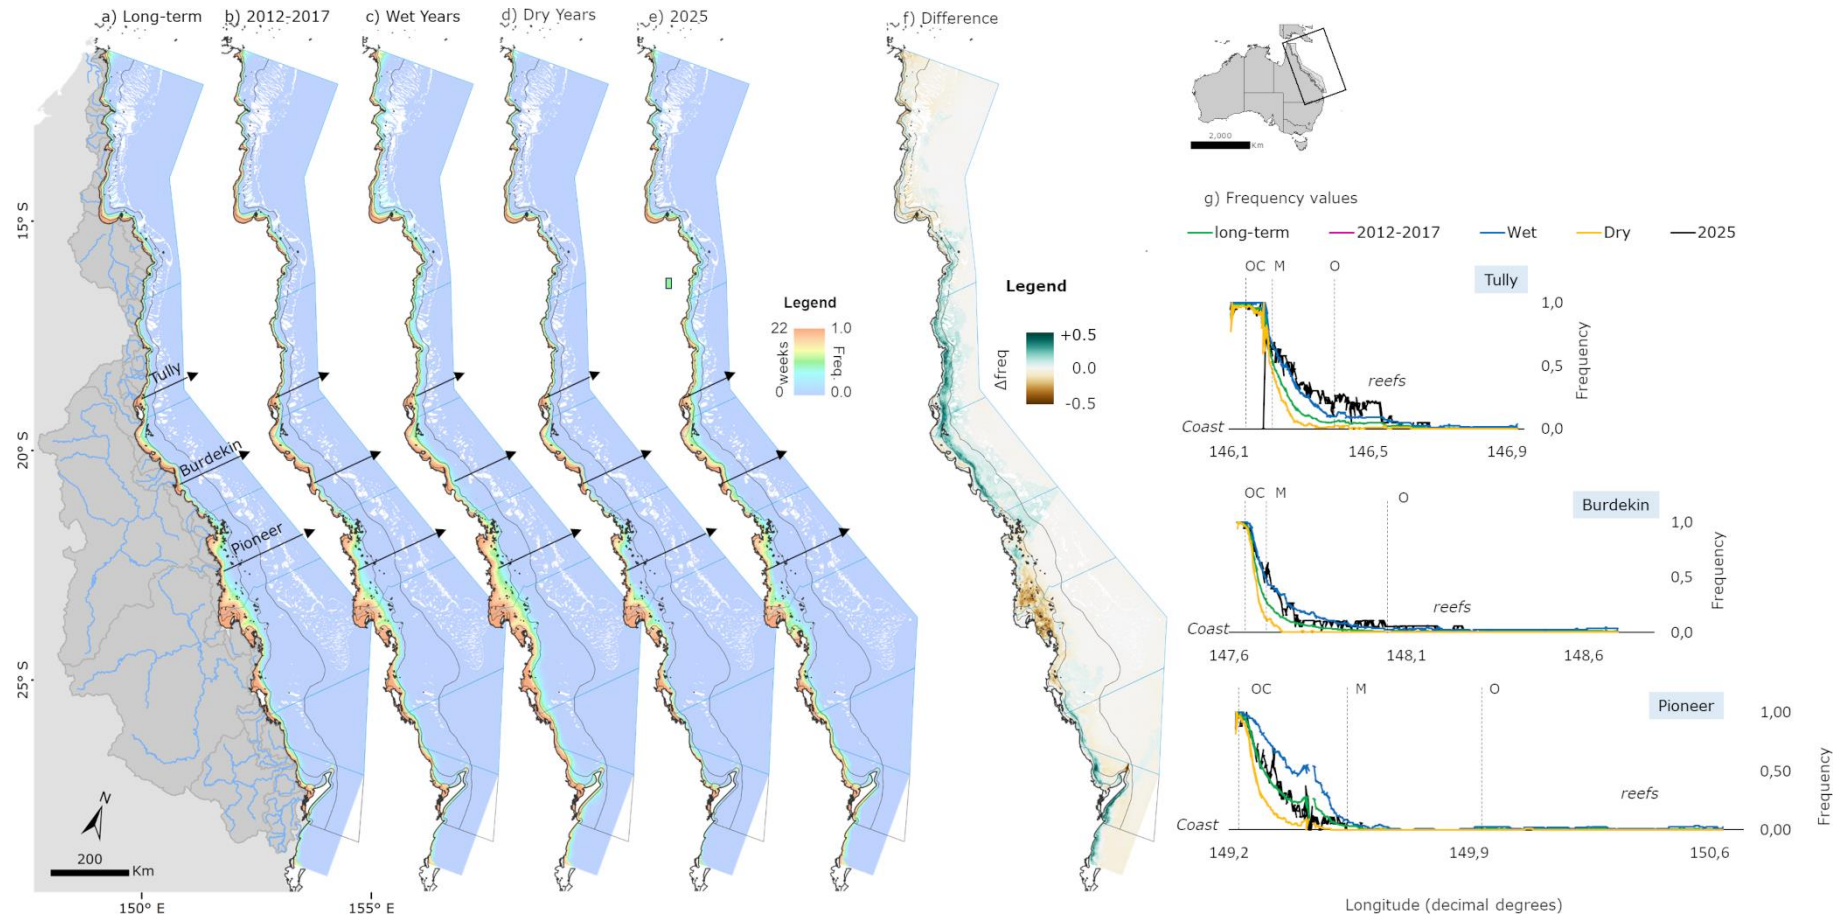 a) Long-term
b) 2012-2017
c) Wet Years
d) Dry Years
e) 2025
f) Difference
15° S
20° S
25° S
Tully
Burdekin
Pioneer
N
200
Km
150° E
155° E
Legend
22
weeks
0
1.0
Freq.
0.0
Legend
Δfreq
+0.5
0.0
-0.5
2,000
Km
g) Frequency values
long-term
2012-2017
Wet
Dry
2025
OC M O
Tully
1,0
0,5
0,0
Frequency
reefs
Coast
146,1 146,5 146,9
OC M O
Burdekin
1,0
0,5
0,0
Frequency
reefs
Coast
147,6 148,1 148,6
OC M O
Pioneer
1,00
0,50
0,00
Frequency
reefs
Coast
149,2 149,9 150,6
Longitude (decimal degrees)